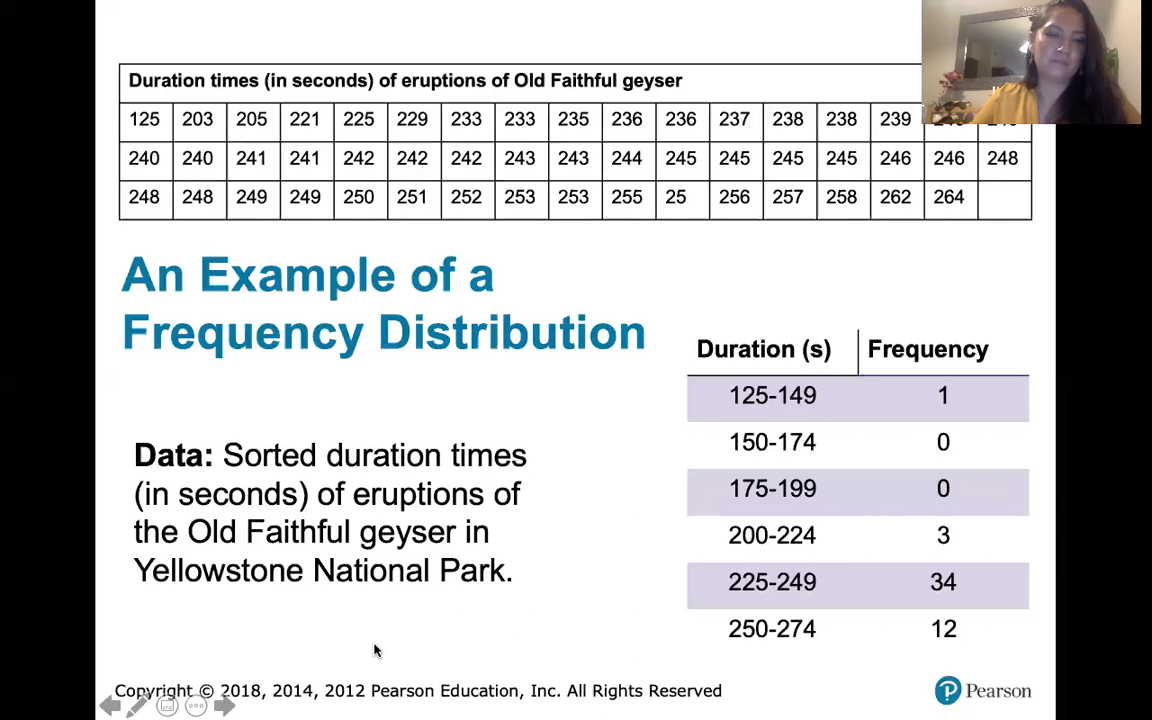 Duration times (in seconds) of eruptions of Old Faithful geyser
125 203 205 221 225 229 233 233 235 236 236 237 238 238 239
240 240 241 241 242 242 242 243 243 244 245 245 245 245 246 246 248
248 248 249 249 250 251 252 253 253 255 25 256 257 258 262 264
An Example of a
Frequency Distribution
Duration (s) Frequency
125-149 1
150-174 0
175-199 0
200-224 3
225-249 34
250-274 12
Data: Sorted duration times
(in seconds) of eruptions of
the Old Faithful geyser in
Yellowstone National Park.
Copyright © 2018, 2014, 2012 Pearson Education, Inc. All Rights Reserved
Pearson